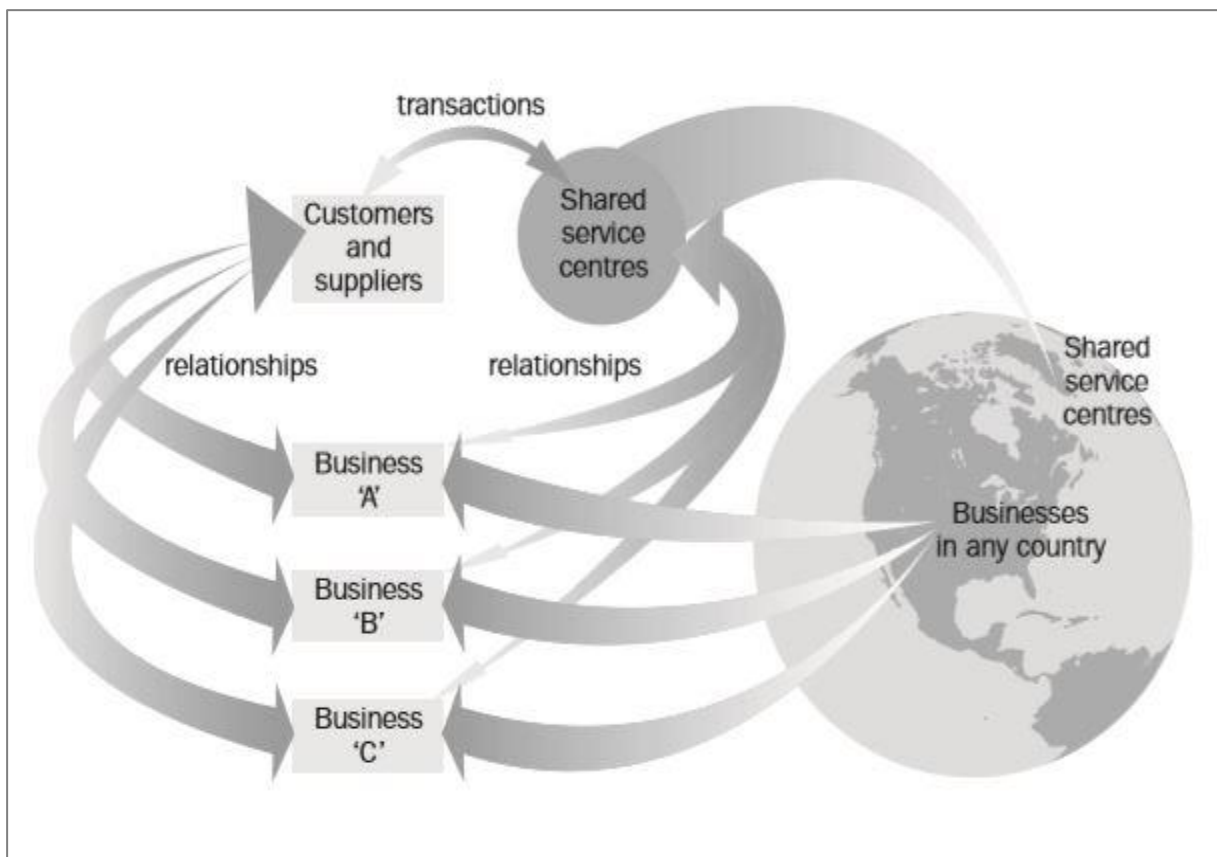 transactions
Customers
and
suppliers
Shared
service
centres
relationships
relationships
Shared
service
centres
Business
‘A’
Businesses
in any country
Business
‘B’
Business
‘C’